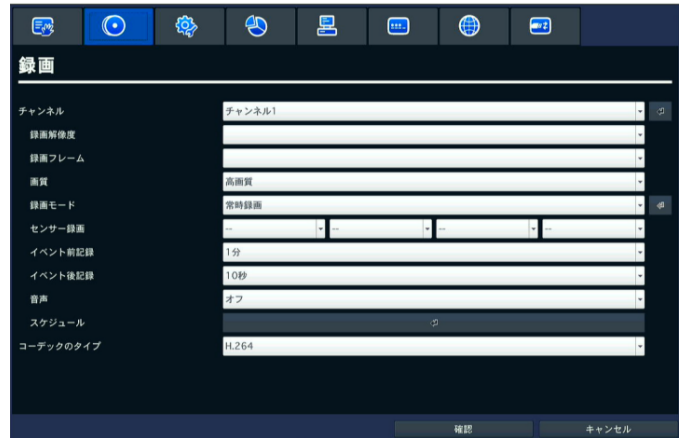 録画
チャンネル チャンネル1
録画解像度
録画フレーム
画質 高画質
録画モード 常時録画
センサー録画 -- -- -- --
イベント前記録 1分
イベント後記録 10秒
音声 オフ
スケジュール
コーデックのタイプ H.264
確認 キャンセル